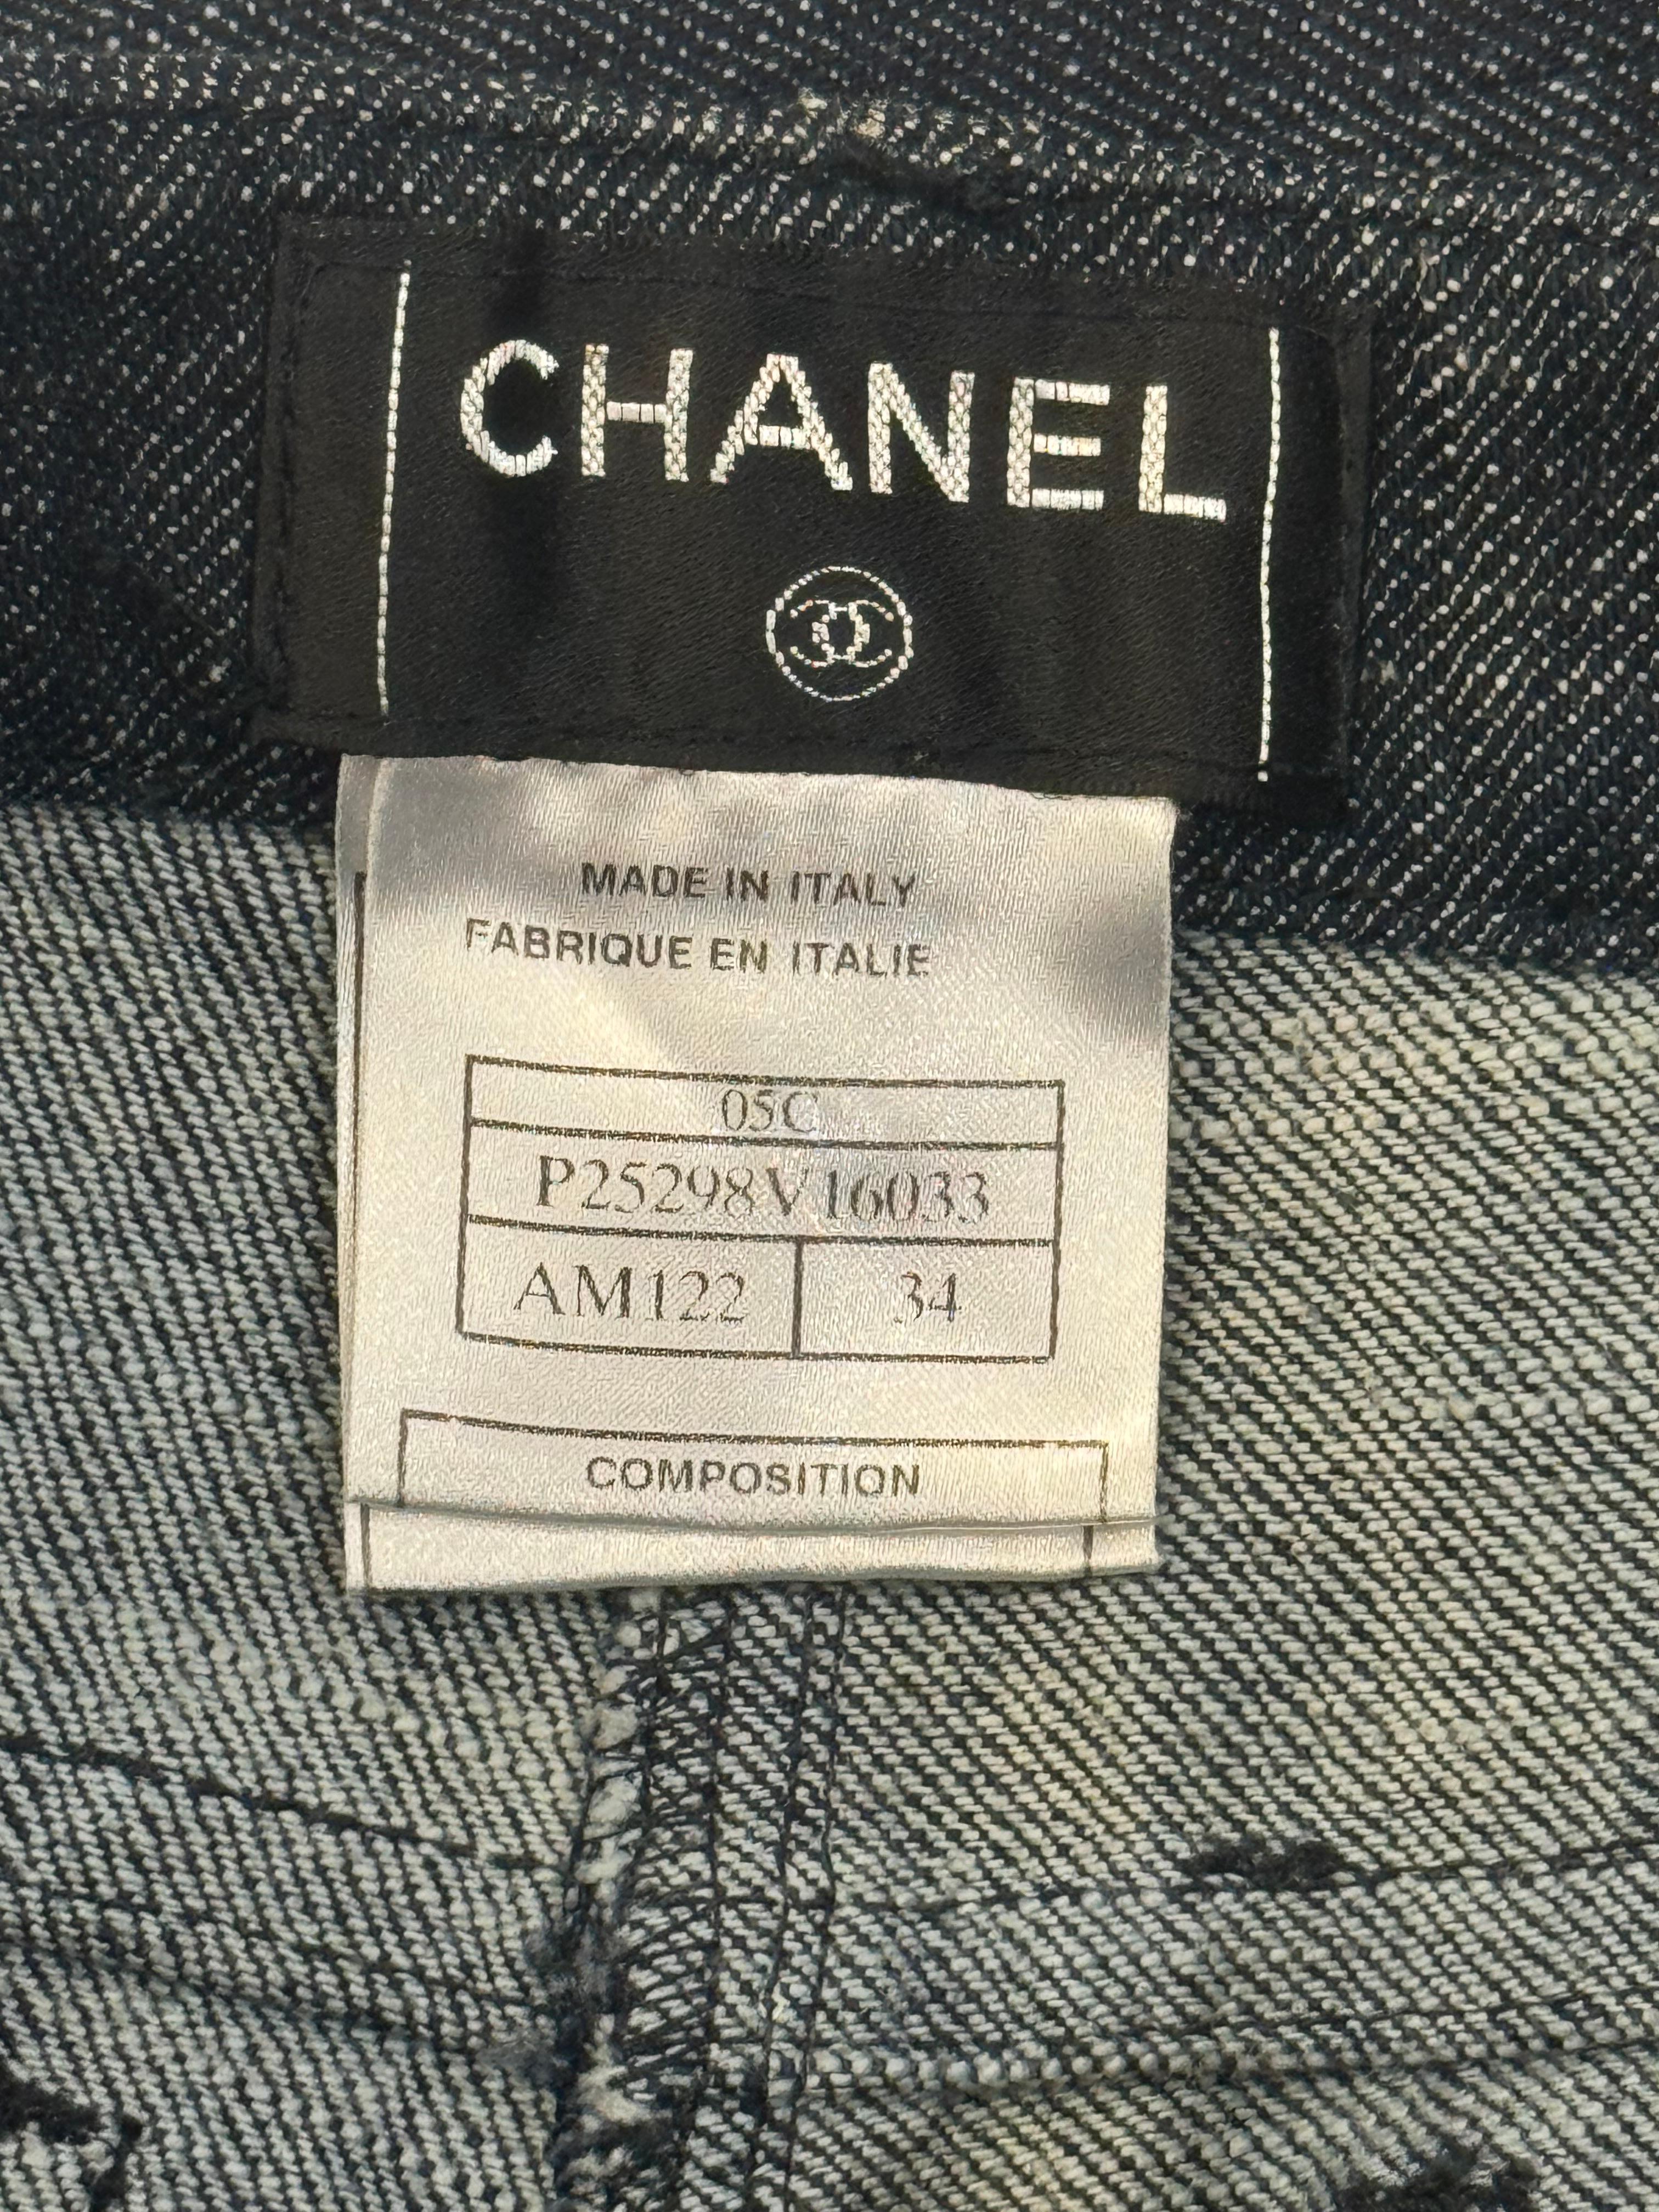 CHANEL
MADE IN ITALY
FABRIQUE EN ITALIE
05C
P25298V16033
AM122 34
COMPOSITION